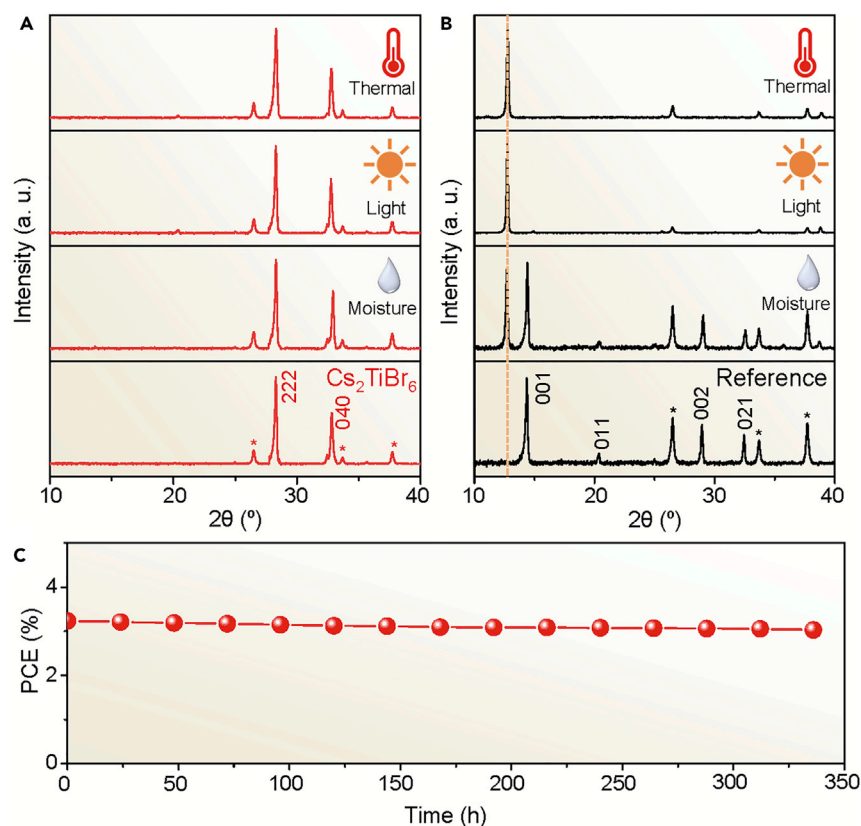 A
Thermal
Light
Moisture
Cs₂TiBr₆
222
040
* * *
Intensity (a. u.)
10 20 30 40
2θ (º)
B
Thermal
Light
Moisture
Reference
001
011
*
002
021
*
*
Intensity (a. u.)
10 20 30 40
2θ (º)
C
PCE (%)
4
2
0
0 50 100 150 200 250 300 350
Time (h)